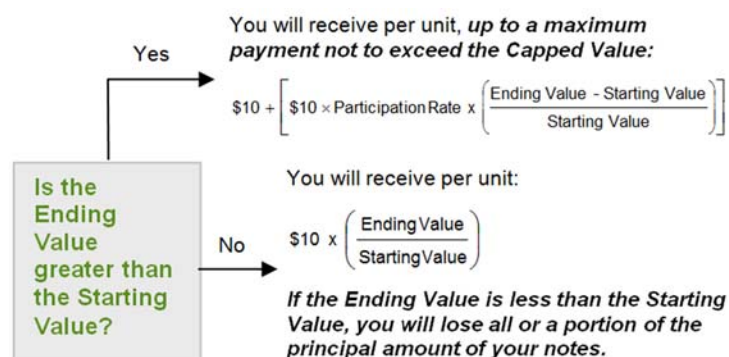 You will receive per unit, up to a maximum
payment not to exceed the Capped Value:
Yes
$10 + [ $10 × Participation Rate x ( Ending Value - Starting Value
Starting Value ) ]
Is the
Ending
Value
greater than
the Starting
Value?
No
You will receive per unit:
$10 x ( Ending Value
Starting Value )
If the Ending Value is less than the Starting
Value, you will lose all or a portion of the
principal amount of your notes.